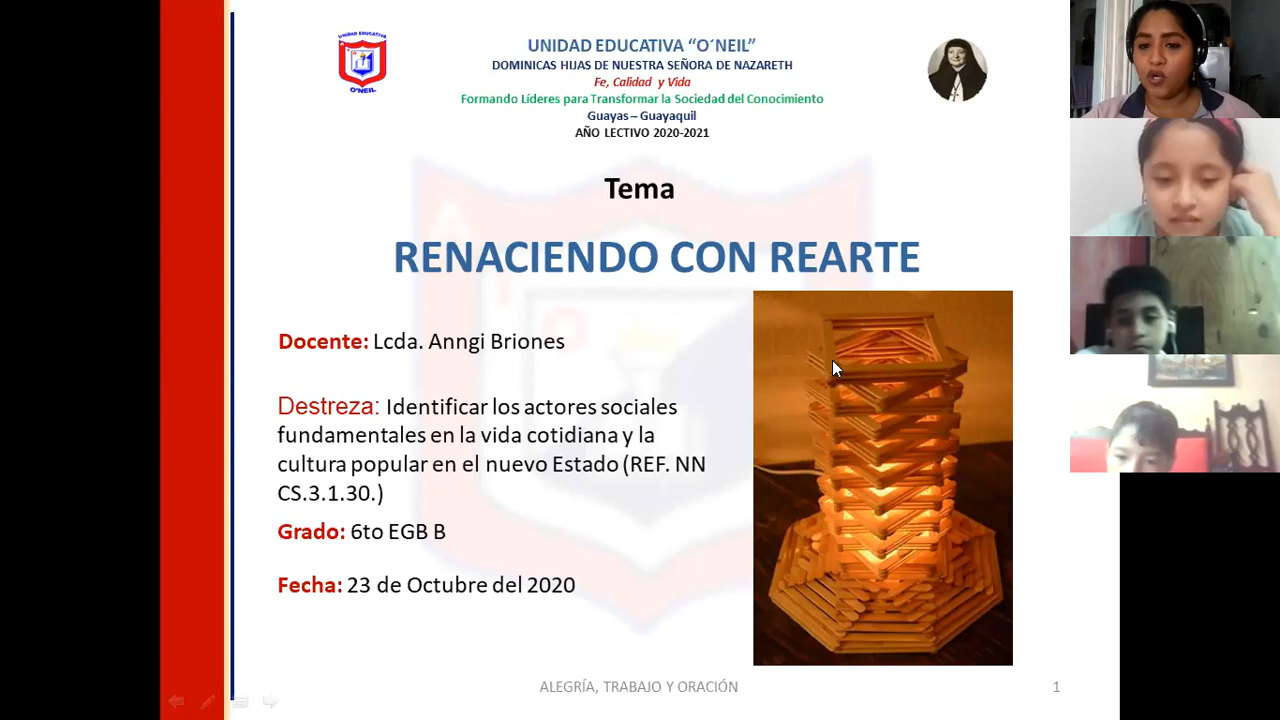 UNIDAD EDUCATIVA
O'NEIL
UNIDAD EDUCATIVA “O´NEIL”
DOMINICAS HIJAS DE NUESTRA SEÑORA DE NAZARETH
Fe, Calidad y Vida
Formando Líderes para Transformar la Sociedad del Conocimiento
Guayas – Guayaquil
AÑO LECTIVO 2020-2021
Tema
RENACIENDO CON REARTE
Docente: Lcda. Anngi Briones
Destreza: Identificar los actores sociales
fundamentales en la vida cotidiana y la
cultura popular en el nuevo Estado (REF. NN
CS.3.1.30.)
Grado: 6to EGB B
Fecha: 23 de Octubre del 2020
ALEGRÍA, TRABAJO Y ORACIÓN
1